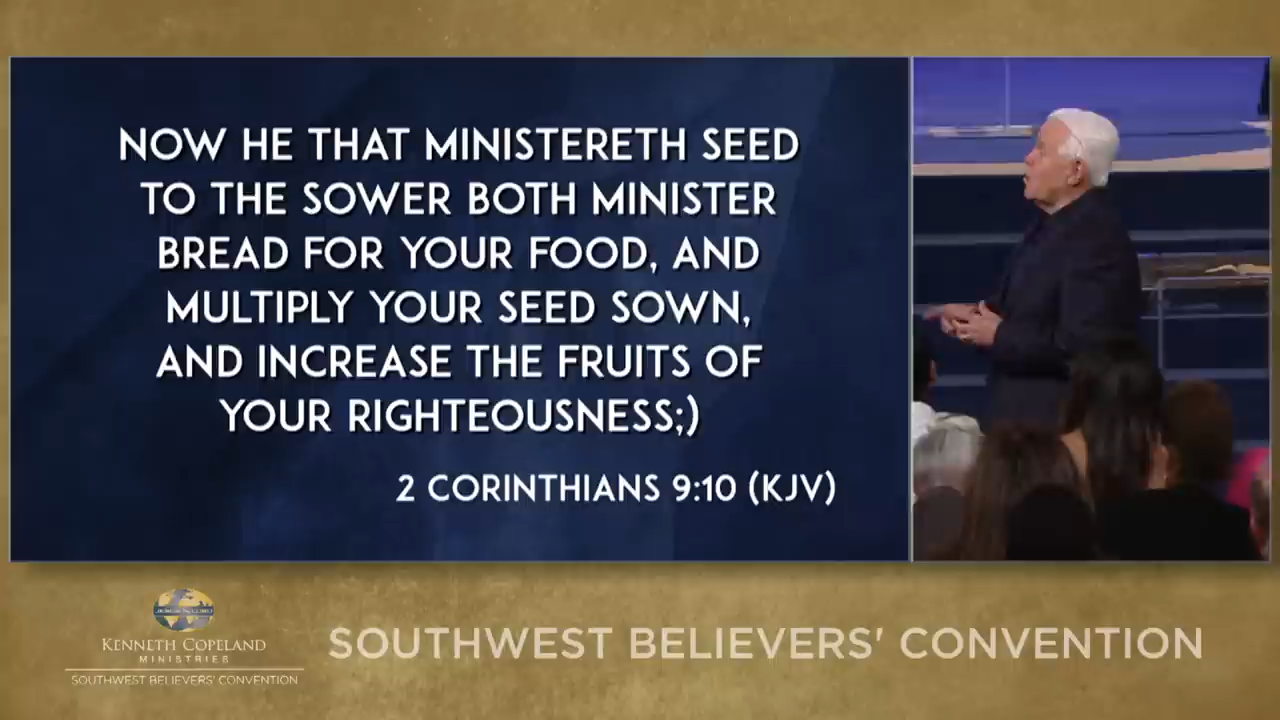 NOW HE THAT MINISTERETH SEED
TO THE SOWER BOTH MINISTER
BREAD FOR YOUR FOOD, AND
MULTIPLY YOUR SEED SOWN,
AND INCREASE THE FRUITS OF
YOUR RIGHTEOUSNESS;)
2 CORINTHIANS 9:10 (KJV)
KENNETH COPELAND
MINISTRIES
SOUTHWEST BELIEVERS' CONVENTION
SOUTHWEST BELIEVERS' CONVENTION